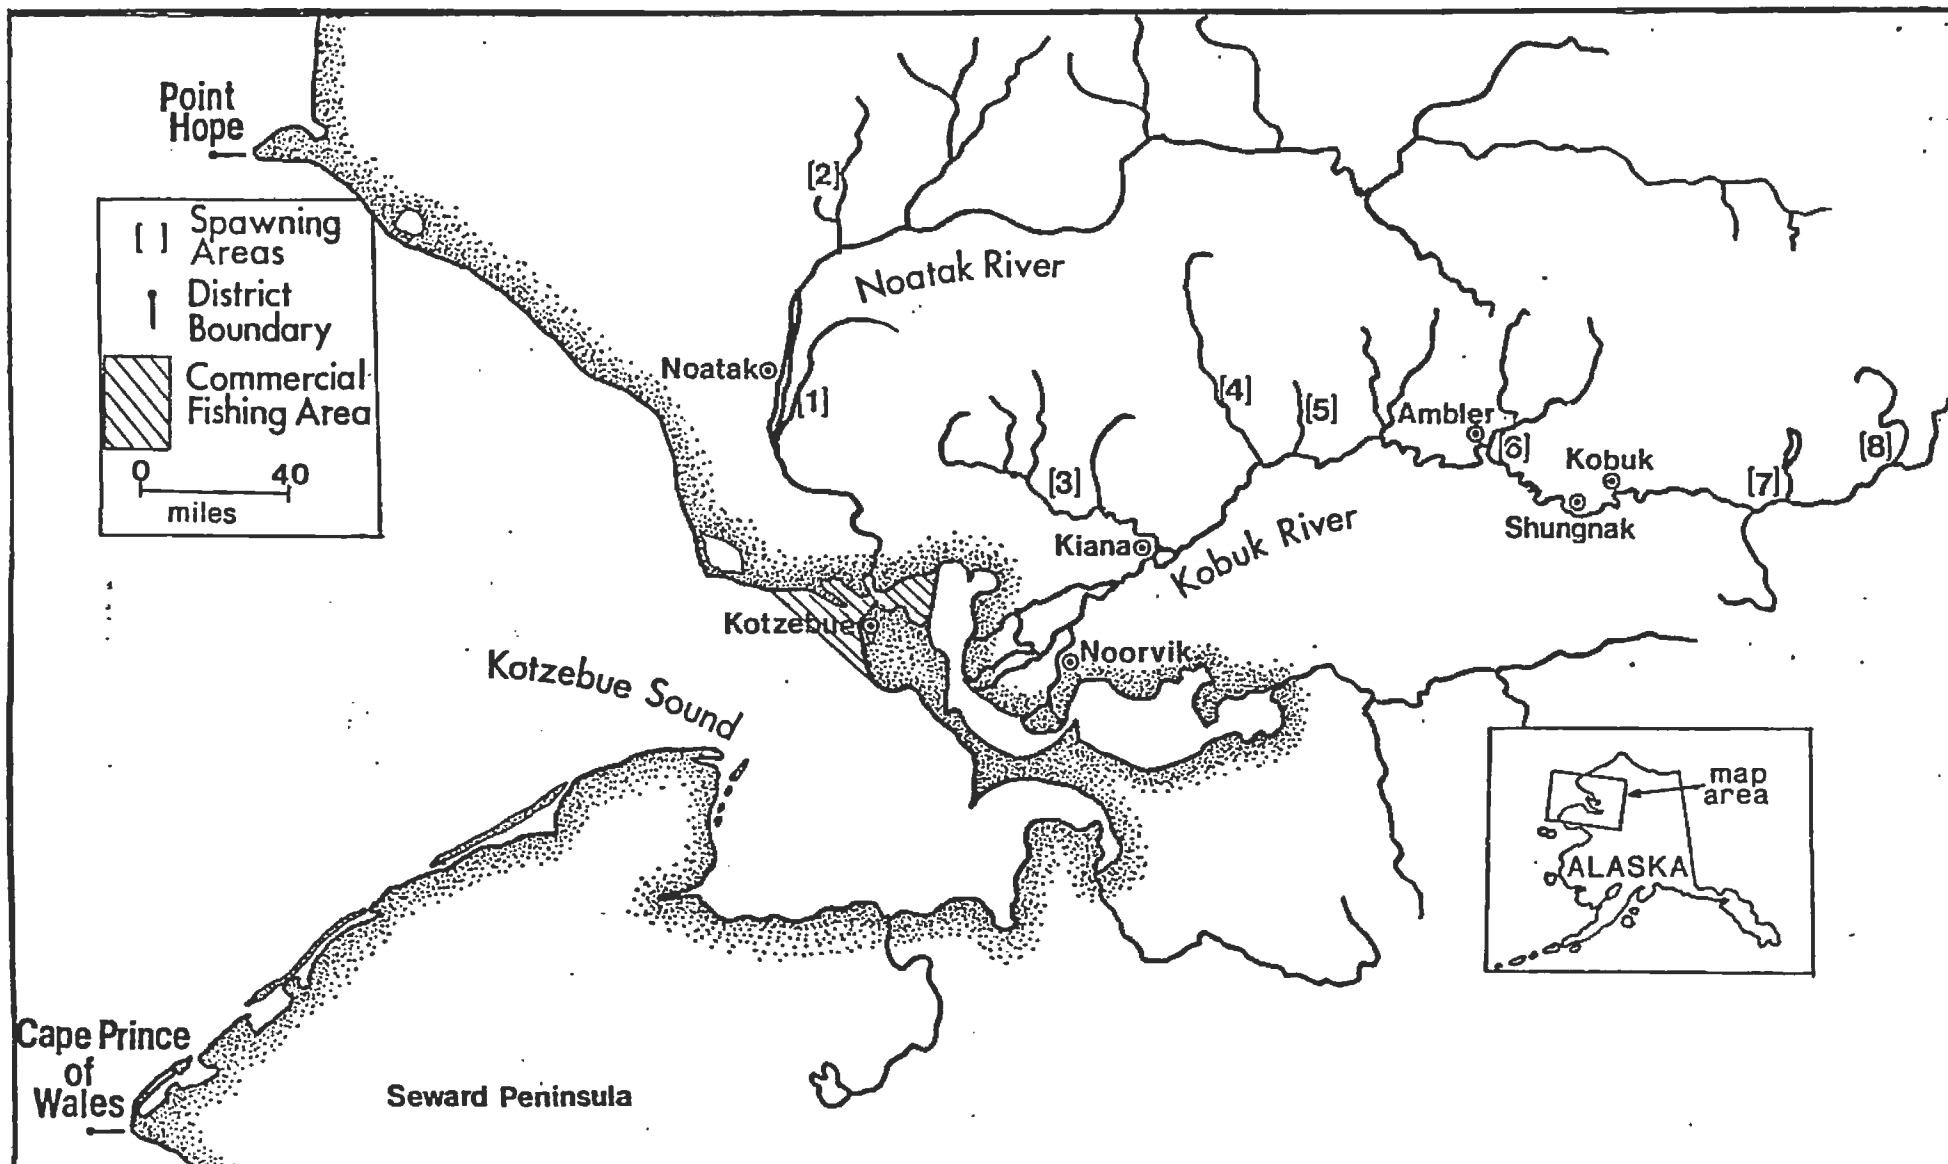 Point
Hope
[ ] Spawning
Areas
District
Boundary
Commercial
Fishing Area
0 40
miles
[2]
Noatak River
Noatak
[1]
[4]
[5]
Ambler
[6]
Kobuk
[7]
[8]
[3]
Shungnak
Kiana
Kobuk River
Kotzebue
Noorvik
Kotzebue Sound
map
area
ALASKA
Cape Prince
of
Wales
Seward Peninsula